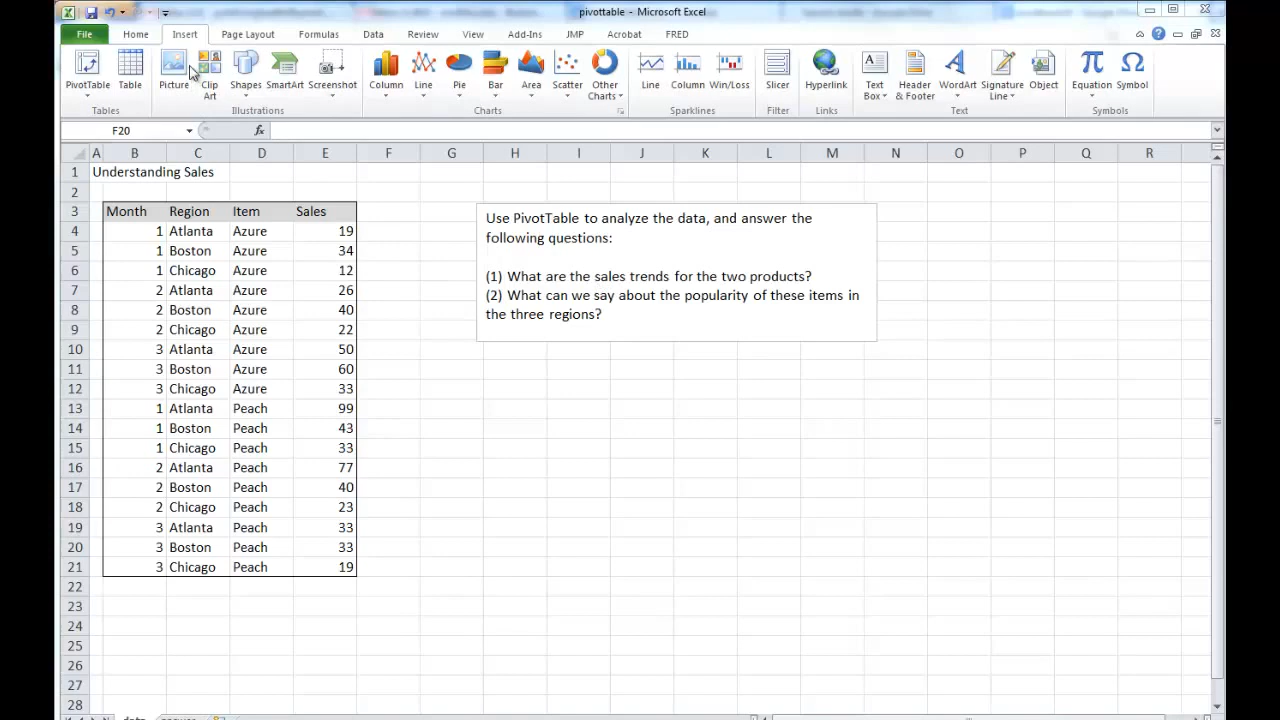 pivottable - Microsoft Excel
File Home Insert Page Layout Formulas Data Review View Add-Ins JMP Acrobat FRED
PivotTable Table Picture Clip Art Shapes SmartArt Screenshot Column Line Pie Bar Area Scatter Other Charts Line Column Win/Loss Slicer Hyperlink Text Box Header & Footer WordArt Signature Line Object Equation Symbol
Tables Illustrations Charts Sparklines Filter Links Text Symbols
F20 fx
A B C D E F G H I J K L M N O P Q R
1 Understanding Sales
2
3 Month Region Item Sales
4 1 Atlanta Azure 19
5 1 Boston Azure 34
6 1 Chicago Azure 12
7 2 Atlanta Azure 26
8 2 Boston Azure 40
9 2 Chicago Azure 22
10 3 Atlanta Azure 50
11 3 Boston Azure 60
12 3 Chicago Azure 33
13 1 Atlanta Peach 99
14 1 Boston Peach 43
15 1 Chicago Peach 33
16 2 Atlanta Peach 77
17 2 Boston Peach 40
18 2 Chicago Peach 23
19 3 Atlanta Peach 33
20 3 Boston Peach 33
21 3 Chicago Peach 19
22
23
24
25
26
27
28
Use PivotTable to analyze the data, and answer the
following questions:
(1) What are the sales trends for the two products?
(2) What can we say about the popularity of these items in
the three regions?